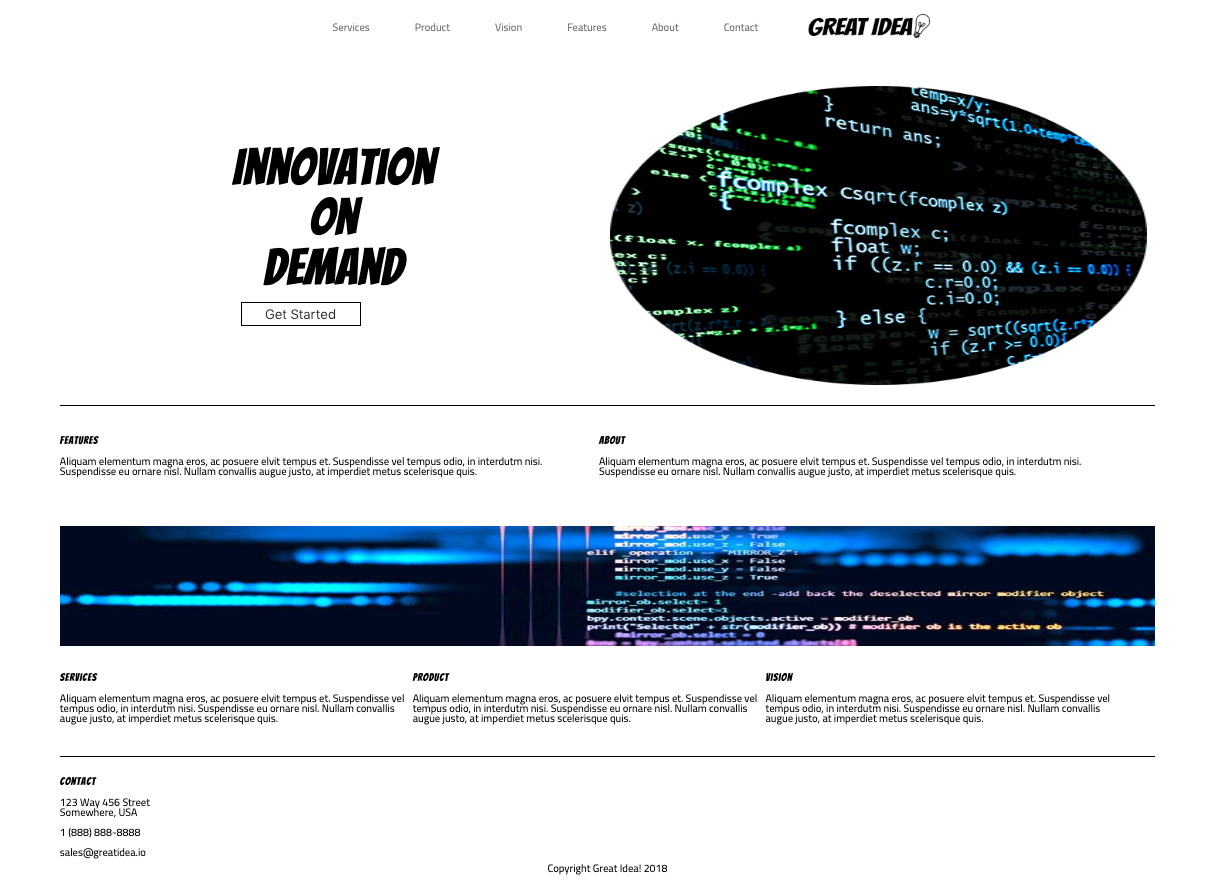 Services Product Vision Features About Contact GREAT IDEA
INNOVATION
ON
DEMAND
Get Started
temp=x/y;
} ans=y*sqrt(1.0+temp*te
return ans;
else {
fcomplex Csqrt(fcomplex z)
{
fcomplex c;
(float x, fcomplex a) float w;
if ((z.r == 0.0) && (z.i == 0.0)) {
c.r=0.0;
c.i=0.0;
} else {
w = sqrt((sqrt(z.r*z
if (z.r >= 0.0){
FEATURES
Aliquam elementum magna eros, ac posuere elvit tempus et. Suspendisse vel tempus odio, in interdutm nisi.
Suspendisse eu ornare nisl. Nullam convallis augue justo, at imperdiet metus scelerisque quis.
ABOUT
Aliquam elementum magna eros, ac posuere elvit tempus et. Suspendisse vel tempus odio, in interdutm nisi.
Suspendisse eu ornare nisl. Nullam convallis augue justo, at imperdiet metus scelerisque quis.
mirror_mod.use_x = False
mirror_mod.use_y = True
mirror_mod.use_z = False
elif _operation == "MIRROR_Z":
mirror_mod.use_x = False
mirror_mod.use_y = False
mirror_mod.use_z = True
#selection at the end -add back the deselected mirror modifier object
mirror_ob.select= 1
modifier_ob.select=1
bpy.context.scene.objects.active = modifier_ob
print("Selected" + str(modifier_ob)) # modifier ob is the active ob
#mirror_ob.select = 0
SERVICES
Aliquam elementum magna eros, ac posuere elvit tempus et. Suspendisse vel
tempus odio, in interdutm nisi. Suspendisse eu ornare nisl. Nullam convallis
augue justo, at imperdiet metus scelerisque quis.
PRODUCT
Aliquam elementum magna eros, ac posuere elvit tempus et. Suspendisse vel
tempus odio, in interdutm nisi. Suspendisse eu ornare nisl. Nullam convallis
augue justo, at imperdiet metus scelerisque quis.
VISION
Aliquam elementum magna eros, ac posuere elvit tempus et. Suspendisse vel
tempus odio, in interdutm nisi. Suspendisse eu ornare nisl. Nullam convallis
augue justo, at imperdiet metus scelerisque quis.
CONTACT
123 Way 456 Street
Somewhere, USA
1 (888) 888-8888
sales@greatidea.io
Copyright Great Idea! 2018